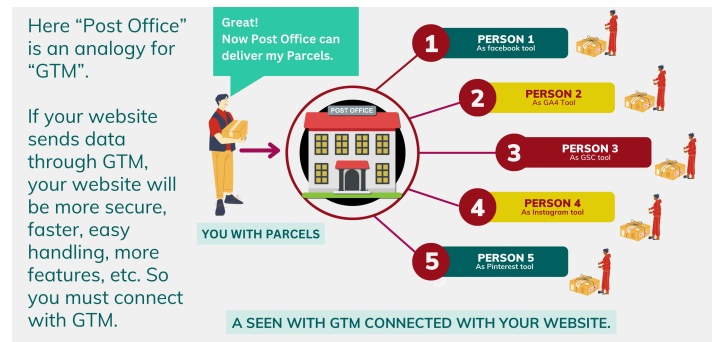 Here “Post Office”
is an analogy for
“GTM”.
If your website
sends data
through GTM,
your website will
be more secure,
faster, easy
handling, more
features, etc. So
you must connect
with GTM.
Great!
Now Post Office can
deliver my Parcels.
YOU WITH PARCELS
POST OFFICE
1
PERSON 1
As facebook tool
2
PERSON 2
As GA4 Tool
3
PERSON 3
As GSC tool
4
PERSON 4
As Instagram tool
5
PERSON 5
As Pinterest tool
A SEEN WITH GTM CONNECTED WITH YOUR WEBSITE.